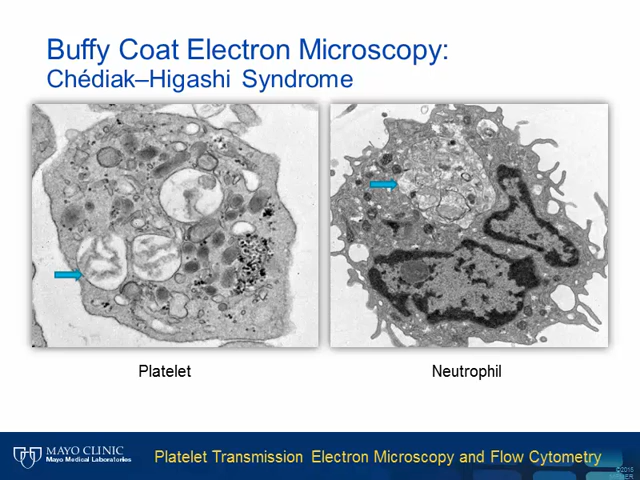 Buffy Coat Electron Microscopy:
Chédiak–Higashi Syndrome
Platelet
Neutrophil
MAYO CLINIC
Mayo Medical Laboratories
Platelet Transmission Electron Microscopy and Flow Cytometry
©2015